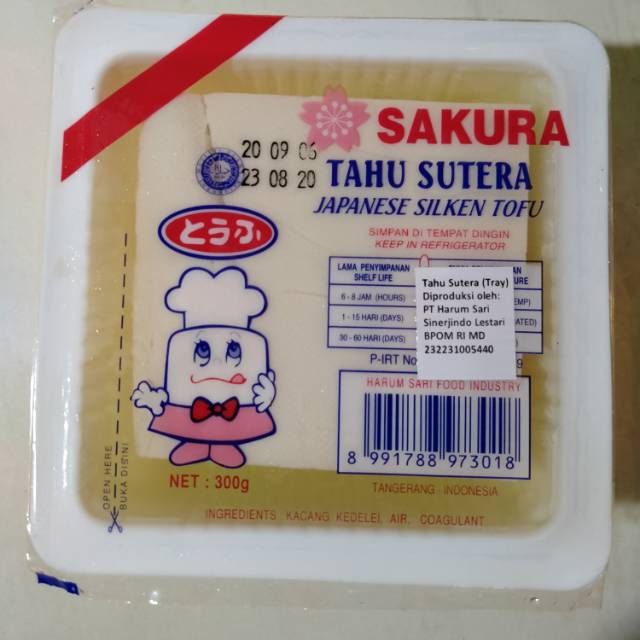 SAKURA
20 09 06
23 08 20
TAHU SUTERA
JAPANESE SILKEN TOFU
とうふ
SIMPAN DI TEMPAT DINGIN
KEEP IN REFRIGERATOR
LAMA PENYIMPANAN
SHELF LIFE
6 - 8 JAM (HOURS)
1 - 15 HARI (DAYS)
30 - 60 HARI (DAYS)
Tahu Sutera (Tray)
Diproduksi oleh:
PT Harum Sari
Sinerjindo Lestari
BPOM RI MD
232231005440
P-IRT No
HARUM SARI FOOD INDUSTRY
8 991788 973018
TANGERANG - INDONESIA
NET : 300g
OPEN HERE
BUKA DISINI
INGREDIENTS KACANG KEDELEI, AIR, COAGULANT